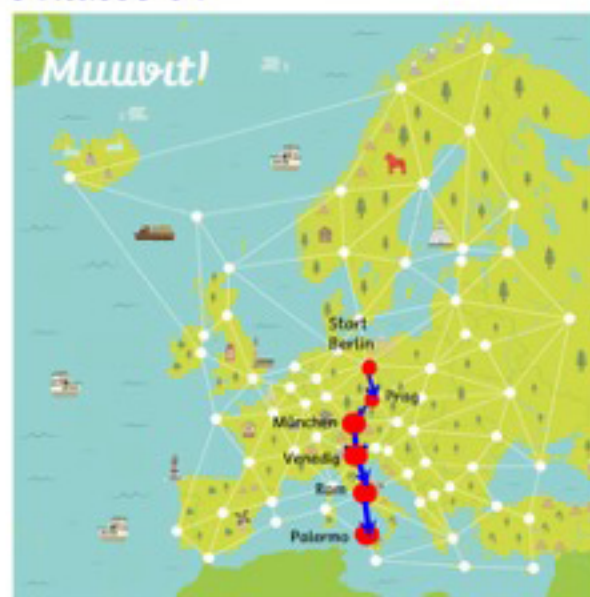 Muuvit!
Start
Berlin
Prag
München
Venedig
Rom
Palermo